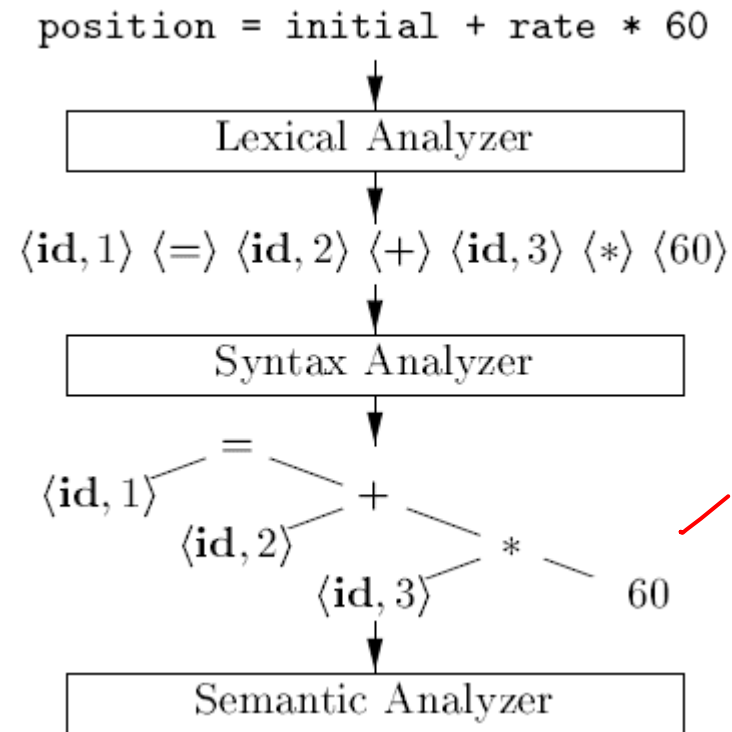 position = initial + rate * 60
Lexical Analyzer
⟨id, 1⟩ ⟨=⟩ ⟨id, 2⟩ ⟨+⟩ ⟨id, 3⟩ ⟨*⟩ ⟨60⟩
Syntax Analyzer
=
⟨id, 1⟩ +
⟨id, 2⟩ *
⟨id, 3⟩ 60
Semantic Analyzer